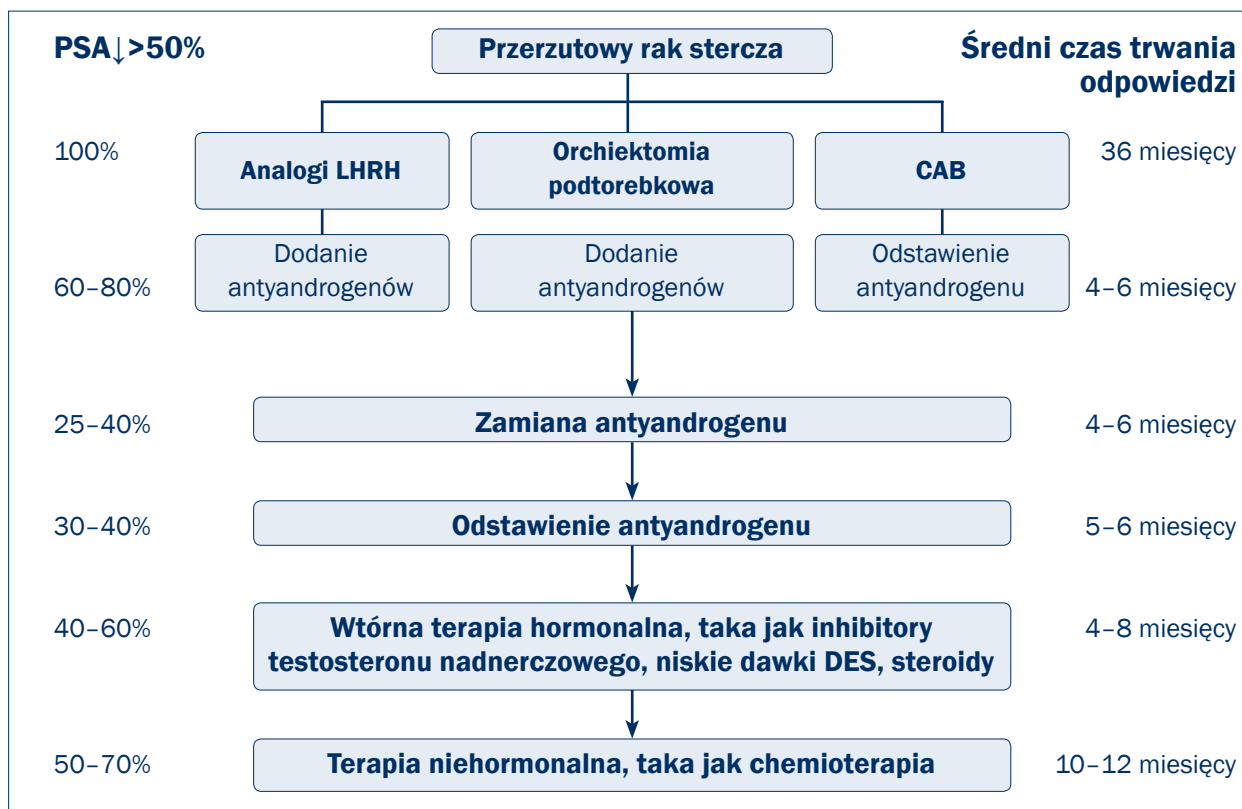 PSA↓>50%
Przerzutowy rak stercza
Średni czas trwania
odpowiedzi
100%
Analogi LHRH
Orchiektomia
podtorebkowa
CAB
36 miesięcy
60–80%
Dodanie
antyandrogenów
Dodanie
antyandrogenów
Odstawienie
antyandrogenu
4–6 miesięcy
25–40%
Zamiana antyandrogenu
4–6 miesięcy
30–40%
Odstawienie antyandrogenu
5–6 miesięcy
40–60%
Wtórna terapia hormonalna, taka jak inhibitory
testosteronu nadnerczowego, niskie dawki DES, steroidy
4–8 miesięcy
50–70%
Terapia niehormonalna, taka jak chemioterapia
10–12 miesięcy